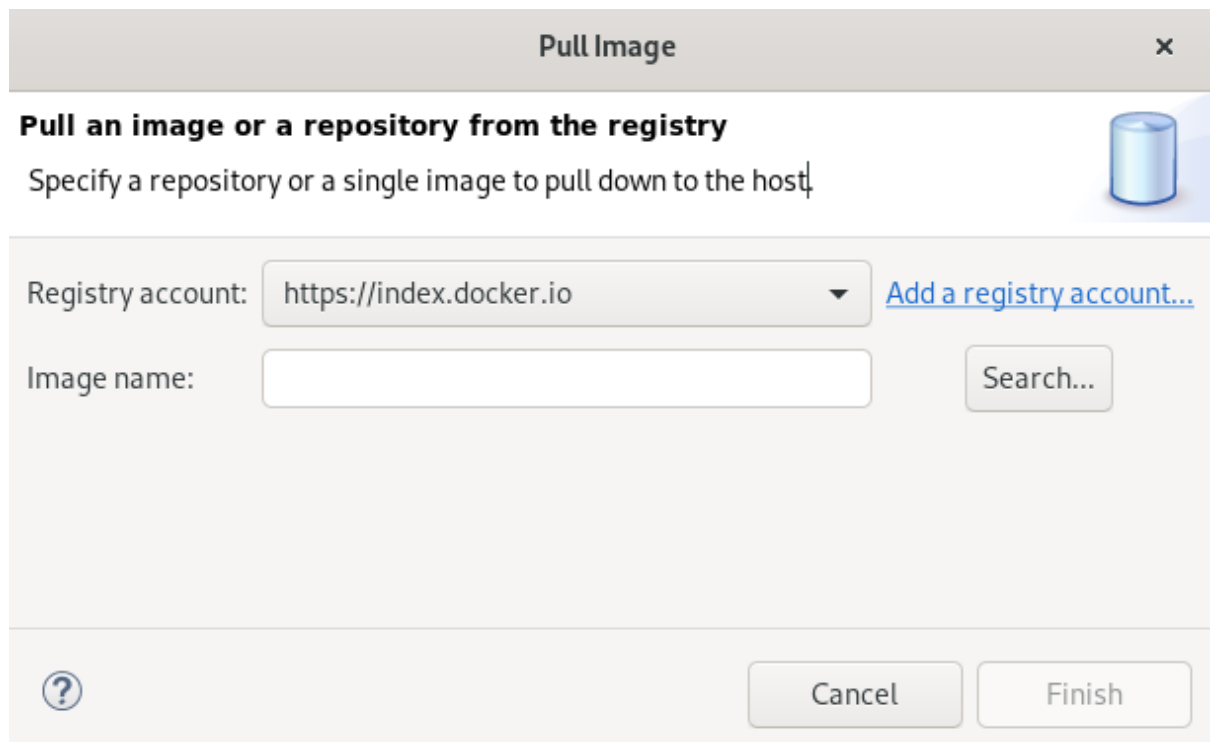 Pull Image ×
Pull an image or a repository from the registry
Specify a repository or a single image to pull down to the host.
Registry account: https://index.docker.io Add a registry account...
Image name: Search...
? Cancel Finish